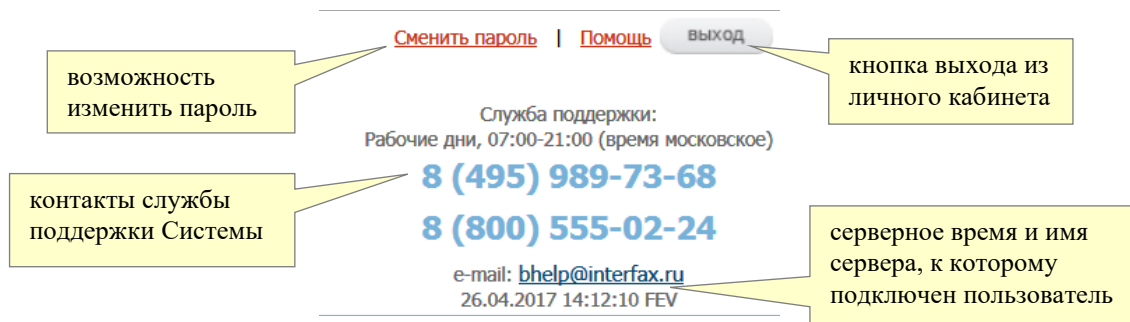 Сменить пароль | Помощь выход
возможность
изменить пароль
кнопка выхода из
личного кабинета
Служба поддержки:
Рабочие дни, 07:00-21:00 (время московское)
8 (495) 989-73-68
контакты службы
поддержки Системы
8 (800) 555-02-24
серверное время и имя
сервера, к которому
подключен пользователь
e-mail: bhelp@interfax.ru
26.04.2017 14:12:10 FEV